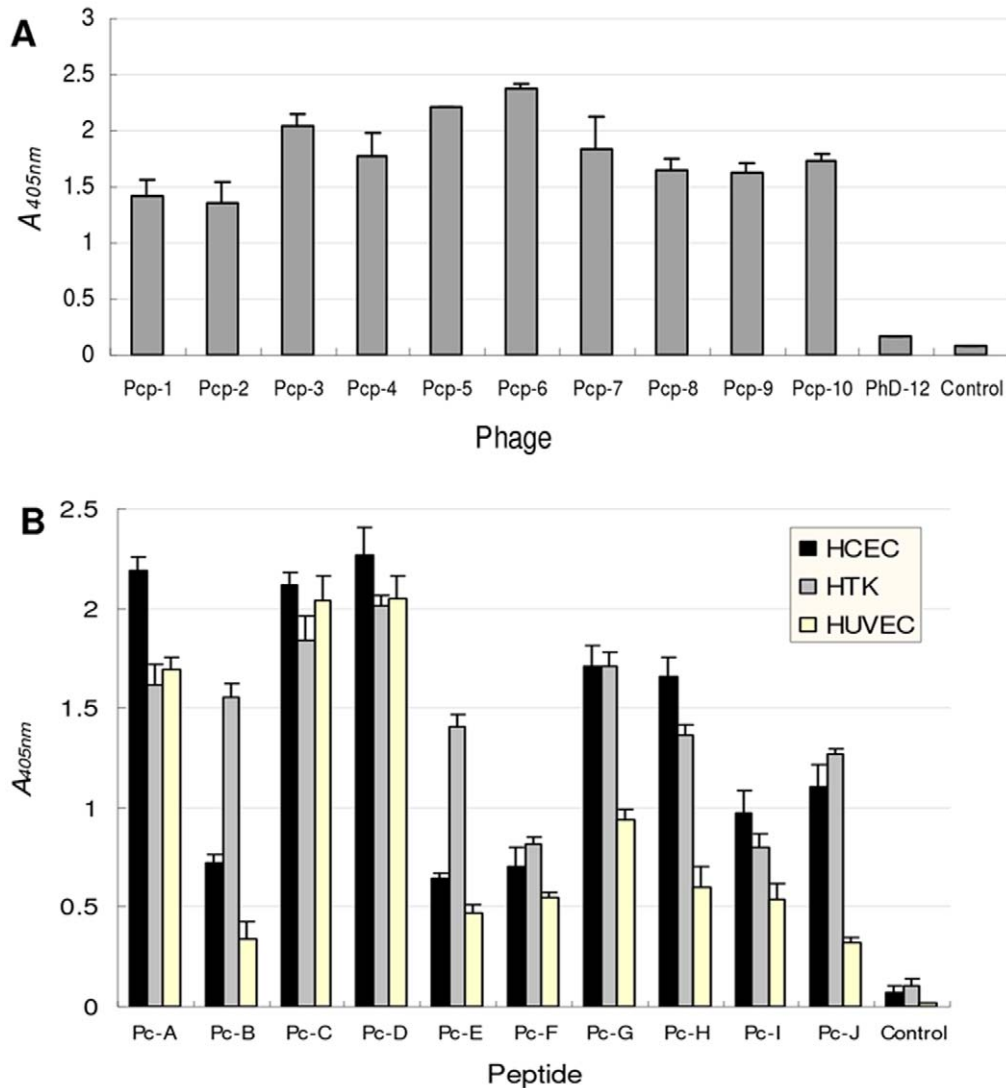 A
3
2.5
2
1.5
1
0.5
0
A405nm
Pcp-1 Pcp-2 Pcp-3 Pcp-4 Pcp-5 Pcp-6 Pcp-7 Pcp-8 Pcp-9 Pcp-10 PhD-12 Control
Phage
B
2.5
2
1.5
1
0.5
0
A405nm
HCEC
HTK
HUVEC
Pc-A Pc-B Pc-C Pc-D Pc-E Pc-F Pc-G Pc-H Pc-I Pc-J Control
Peptide